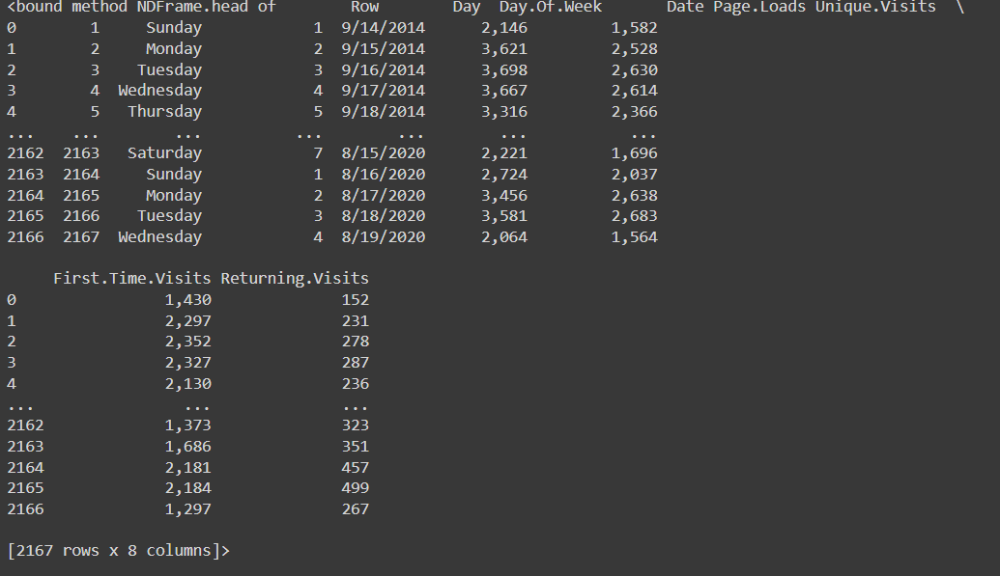 <bound method NDFrame.head of        Row        Day  Day.Of.Week       Date Page.Loads Unique.Visits  \
0        1     Sunday            1  9/14/2014      2,146         1,582
1        2     Monday            2  9/15/2014      3,621         2,528
2        3    Tuesday            3  9/16/2014      3,698         2,630
3        4  Wednesday            4  9/17/2014      3,667         2,614
4        5   Thursday            5  9/18/2014      3,316         2,366
...    ...        ...          ...        ...        ...           ...
2162  2163   Saturday            7  8/15/2020      2,221         1,696
2163  2164     Sunday            1  8/16/2020      2,724         2,037
2164  2165     Monday            2  8/17/2020      3,456         2,638
2165  2166    Tuesday            3  8/18/2020      3,581         2,683
2166  2167  Wednesday            4  8/19/2020      2,064         1,564
     First.Time.Visits Returning.Visits
0                1,430              152
1                2,297              231
2                2,352              278
3                2,327              287
4                2,130              236
...                ...              ...
2162             1,373              323
2163             1,686              351
2164             2,181              457
2165             2,184              499
2166             1,297              267
[2167 rows x 8 columns]>